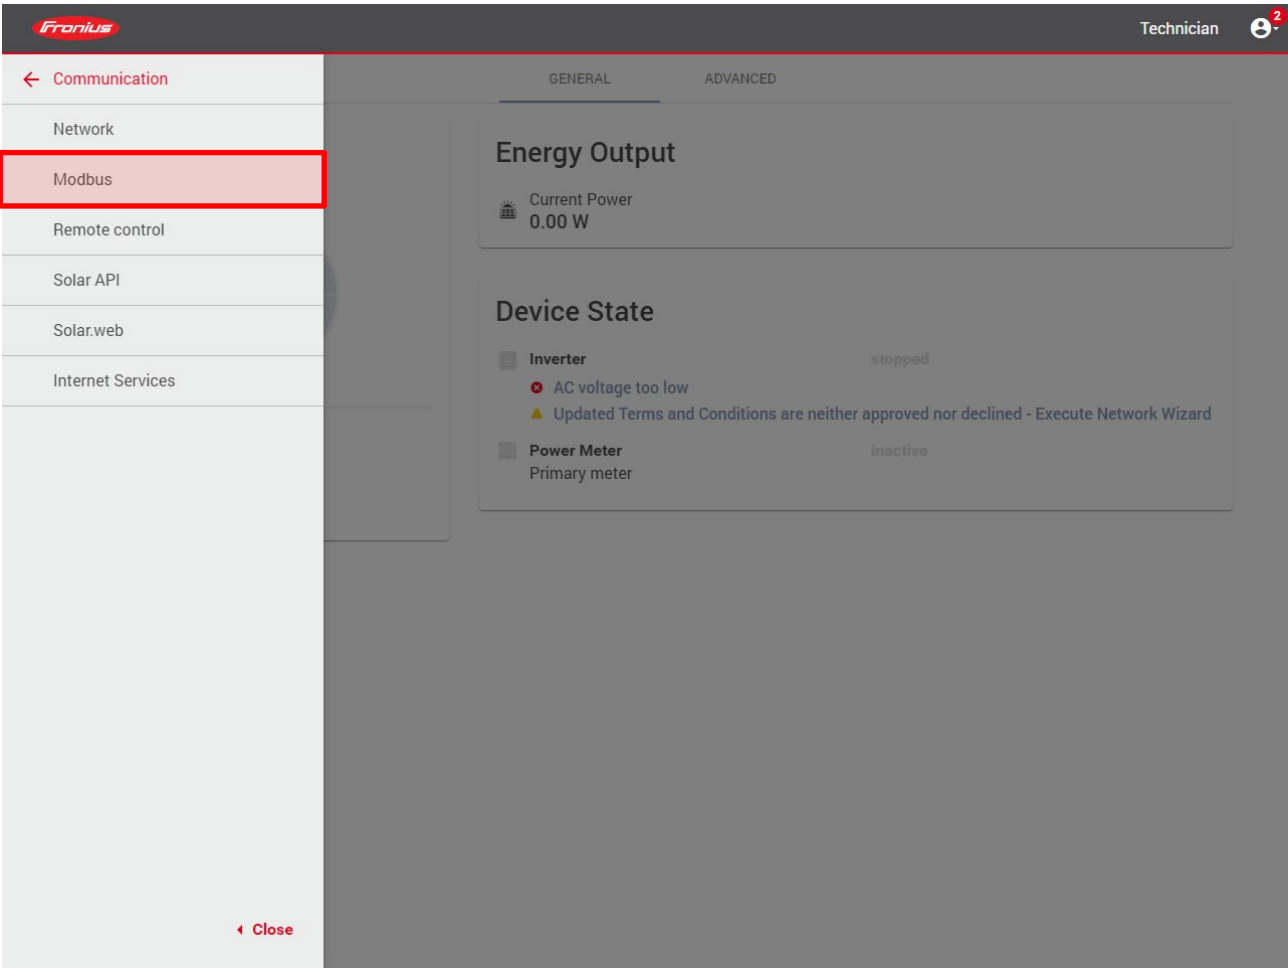 Fronius
Technician
2
Communication
GENERAL
ADVANCED
Network
Modbus
Remote control
Solar API
Solar.web
Internet Services
Close
Energy Output
Current Power
0.00 W
Device State
Inverter
stopped
AC voltage too low
Updated Terms and Conditions are neither approved nor declined - Execute Network Wizard
Power Meter
inactive
Primary meter